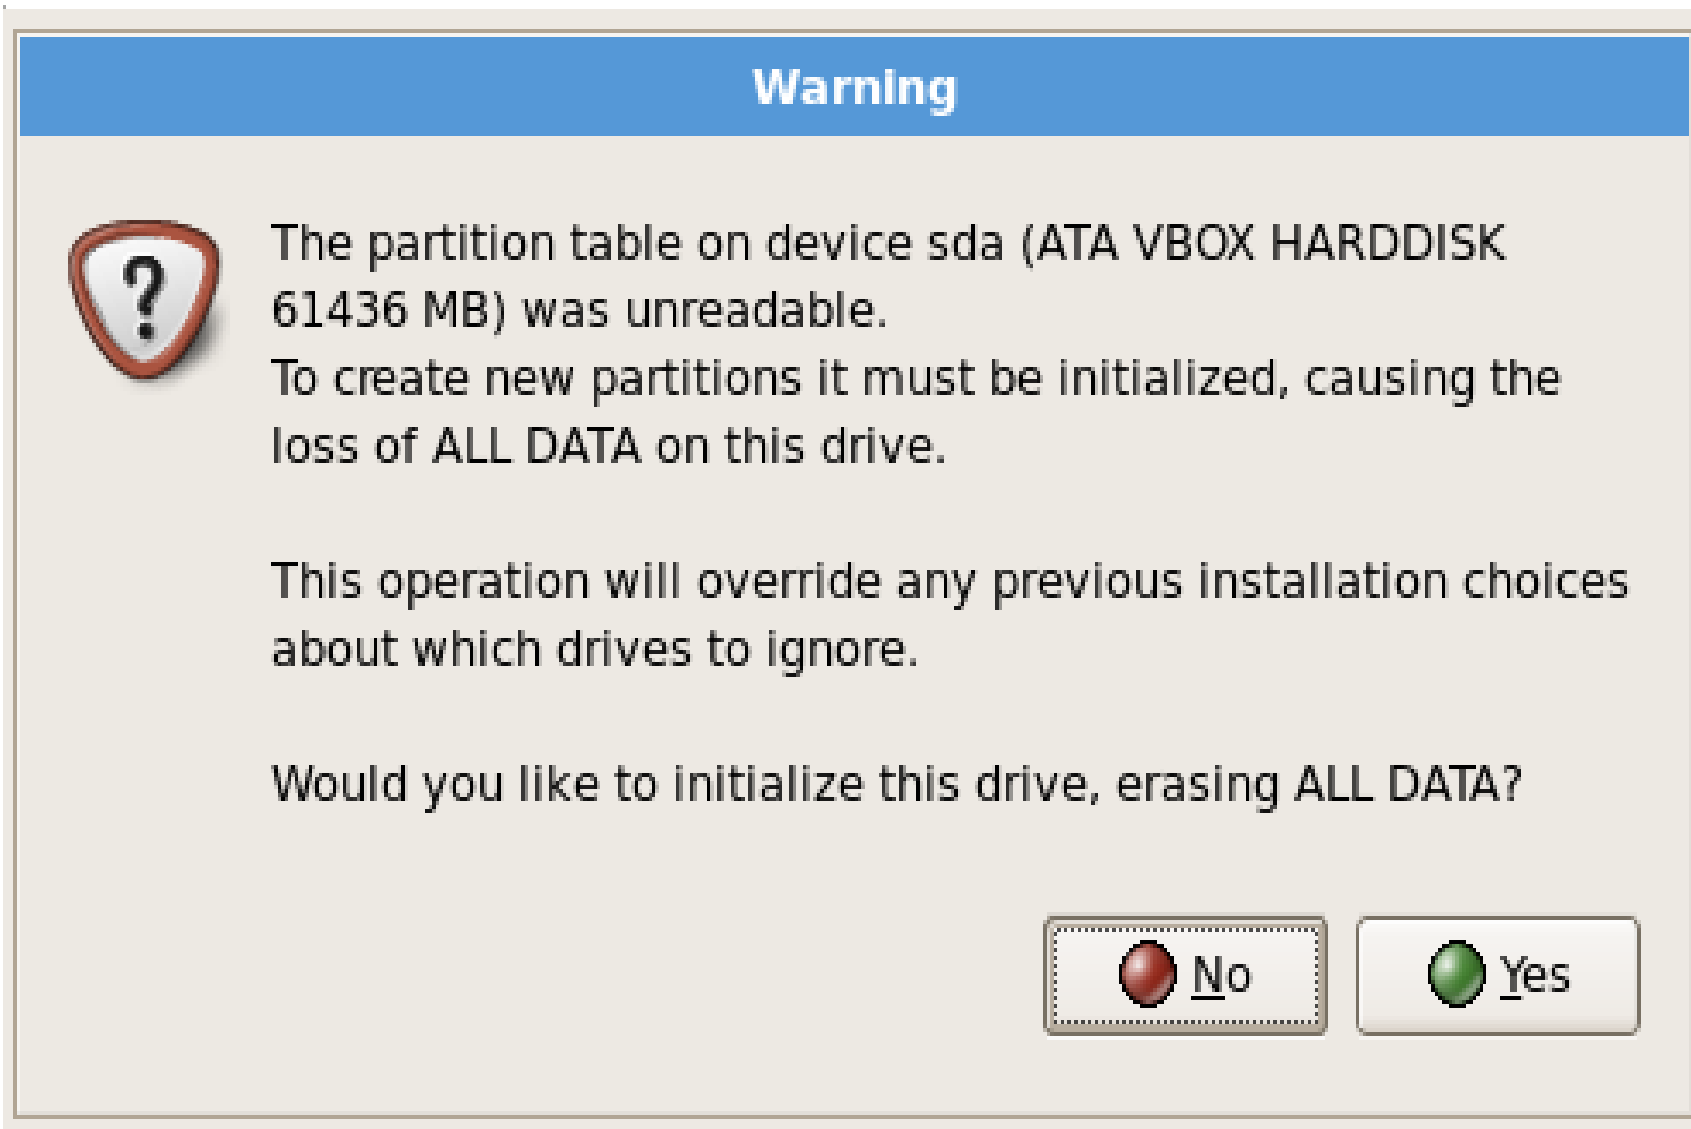 Warning
The partition table on device sda (ATA VBOX HARDDISK
61436 MB) was unreadable.
To create new partitions it must be initialized, causing the
loss of ALL DATA on this drive.
This operation will override any previous installation choices
about which drives to ignore.
Would you like to initialize this drive, erasing ALL DATA?
No
Yes